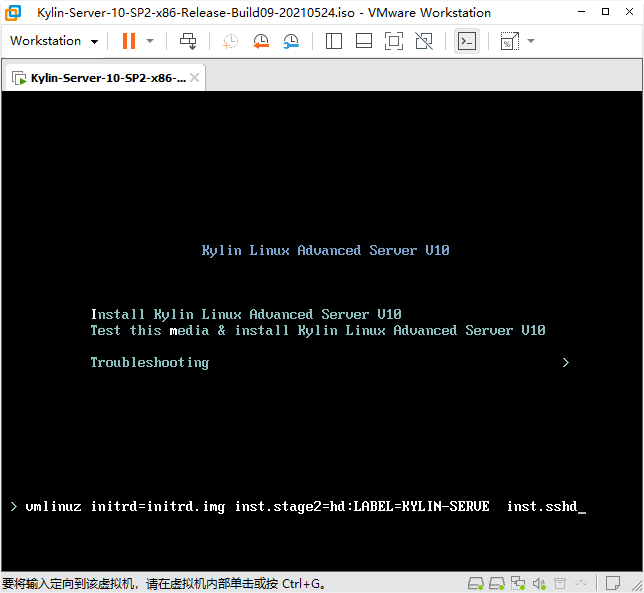 Kylin-Server-10-SP2-x86-Release-Build09-20210524.iso - VMware Workstation
Workstation
Kylin-Server-10-SP2-x86-...
Kylin Linux Advanced Server V10
Install Kylin Linux Advanced Server V10
Test this media & install Kylin Linux Advanced Server V10
Troubleshooting >
> vmlinuz initrd=initrd.img inst.stage2=hd:LABEL=KYLIN-SERVE  inst.sshd_
要将输入定向到该虚拟机，请在虚拟机内部单击或按 Ctrl+G。